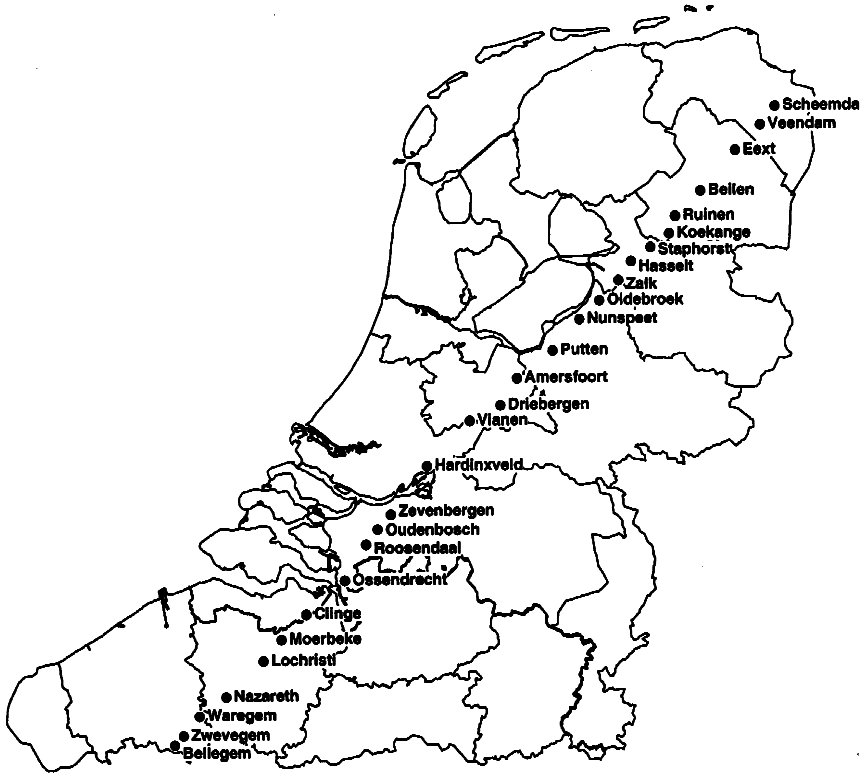 Scheemda
Veendam
Eext
Beilen
Ruinen
Koekange
Staphorst
Hasselt
Zalk
Oldebroek
Nunspeet
Putten
Amersfoort
Driebergen
Vianen
Hardinxveld
Zevenbergen
Oudenbosch
Roosendaal
Ossendrecht
Clinge
Moerbeke
Lochristi
Nazareth
Waregem
Zwevegem
Bellegem